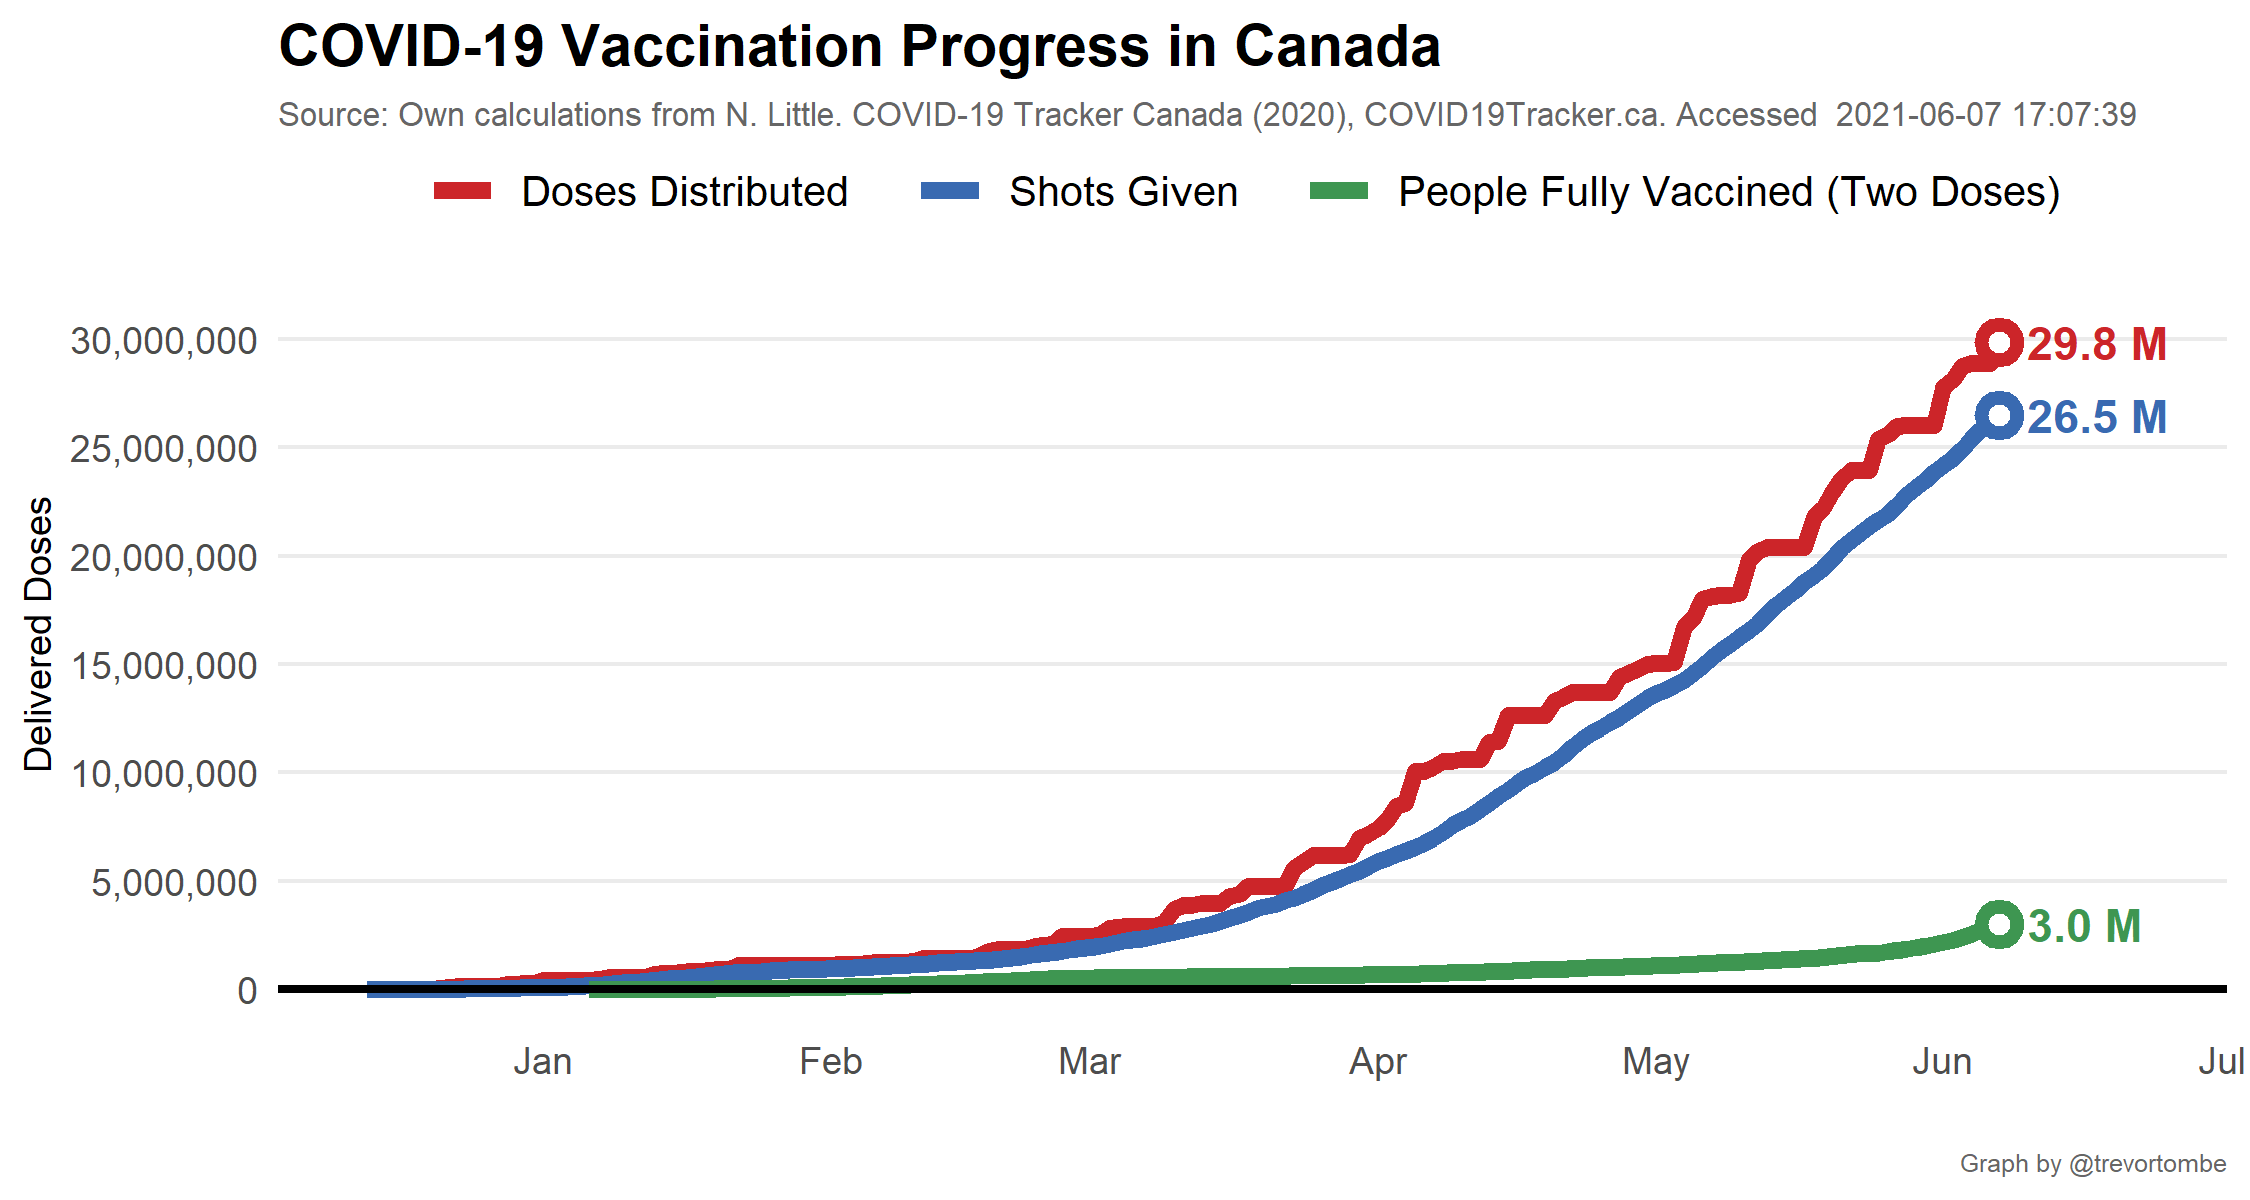 COVID-19 Vaccination Progress in Canada
Source: Own calculations from N. Little. COVID-19 Tracker Canada (2020), COVID19Tracker.ca. Accessed  2021-06-07 17:07:39
Doses Distributed
Shots Given
People Fully Vaccined (Two Doses)
Delivered Doses
30,000,000
25,000,000
20,000,000
15,000,000
10,000,000
5,000,000
0
29.8 M
26.5 M
3.0 M
Jan
Feb
Mar
Apr
May
Jun
Jul
Graph by @trevortombe